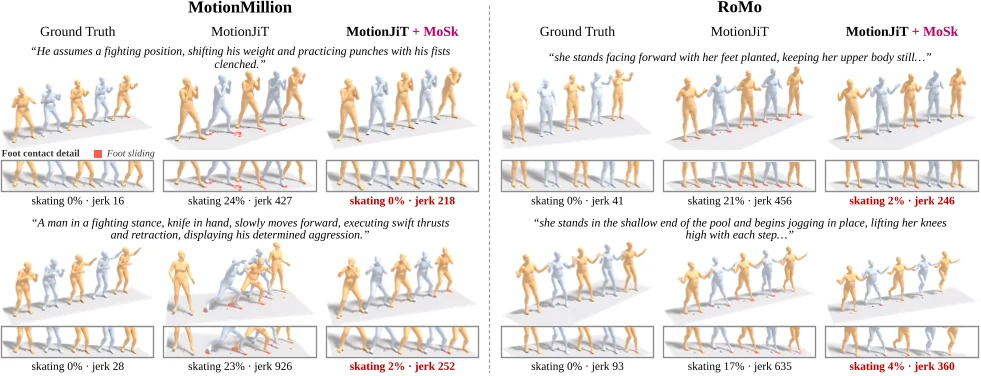 MotionMillion
Ground Truth
MotionJiT
MotionJiT + MoSk
“He assumes a fighting position, shifting his weight and practicing punches with his fists
clenched.”
Foot contact detail
Foot sliding
skating 0% · jerk 16
skating 24% · jerk 427
skating 0% · jerk 218
“A man in a fighting stance, knife in hand, slowly moves forward, executing swift thrusts
and retraction, displaying his determined aggression.”
skating 0% · jerk 28
skating 23% · jerk 926
skating 2% · jerk 252
RoMo
Ground Truth
MotionJiT
MotionJiT + MoSk
“she stands facing forward with her feet planted, keeping her upper body still…”
skating 0% · jerk 41
skating 21% · jerk 456
skating 2% · jerk 246
“she stands in the shallow end of the pool and begins jogging in place, lifting her knees
high with each step…”
skating 0% · jerk 93
skating 17% · jerk 635
skating 4% · jerk 360